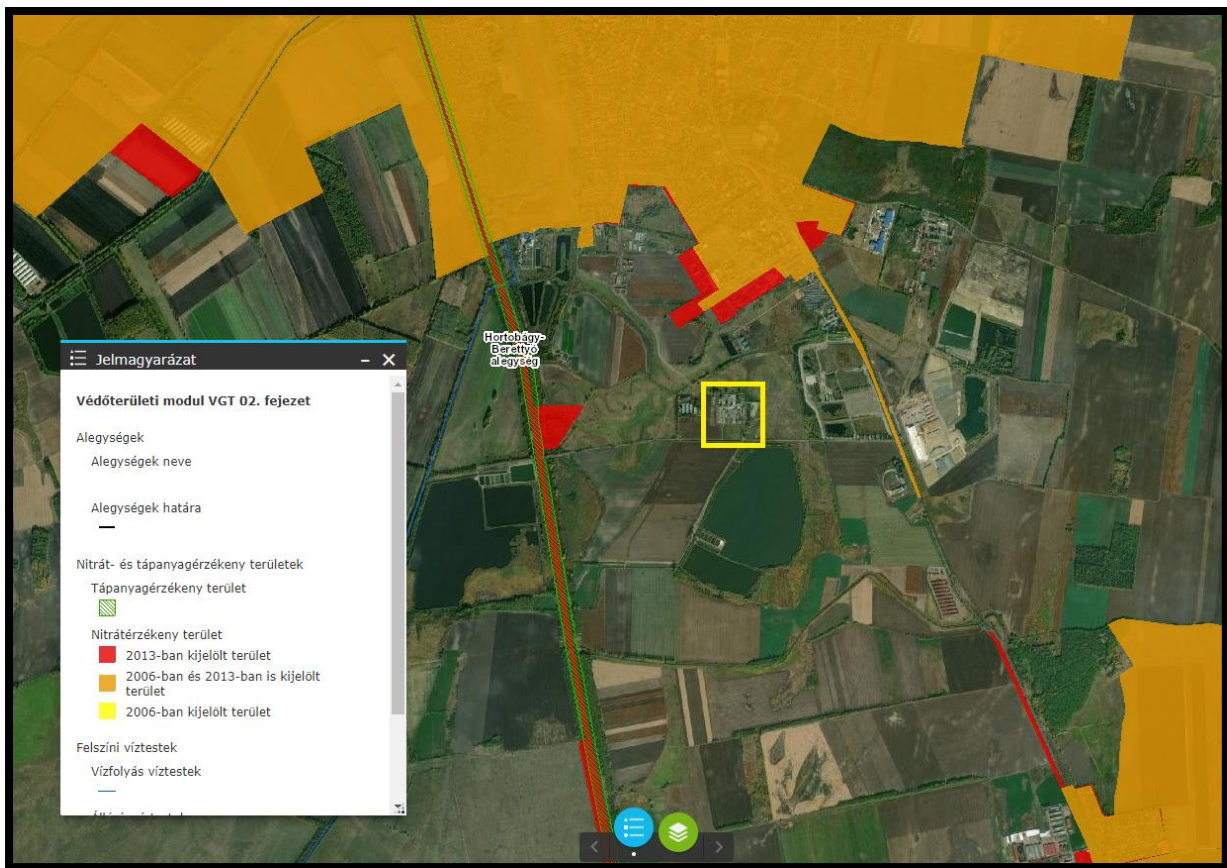 Hortobágy-
Berettyó
alegység
Jelmagyarázat
Védőterületi modul VGT 02. fejezet
Alegységek
Alegységek neve
Alegységek határa
Nitrát- és tápanyagérzékeny területek
Tápanyagérzékeny terület
Nitrátérzékeny terület
2013-ban kijelölt terület
2006-ban és 2013-ban is kijelölt
terület
2006-ban kijelölt terület
Felszíni víztestek
Vízfolyás víztestek